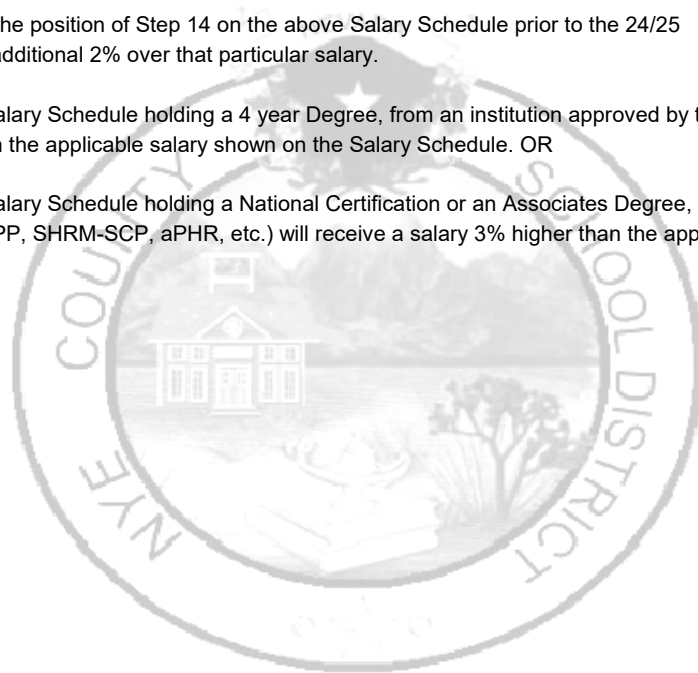 he position of Step 14 on the above Salary Schedule prior to the 24/25
additional 2% over that particular salary.
alary Schedule holding a 4 year Degree, from an institution approved by t
the applicable salary shown on the Salary Schedule. OR
alary Schedule holding a National Certification or an Associates Degree,
PP, SHRM-SCP, aPHR, etc.) will receive a salary 3% higher than the app
NYE COUNTY SCHOOL DISTRICT